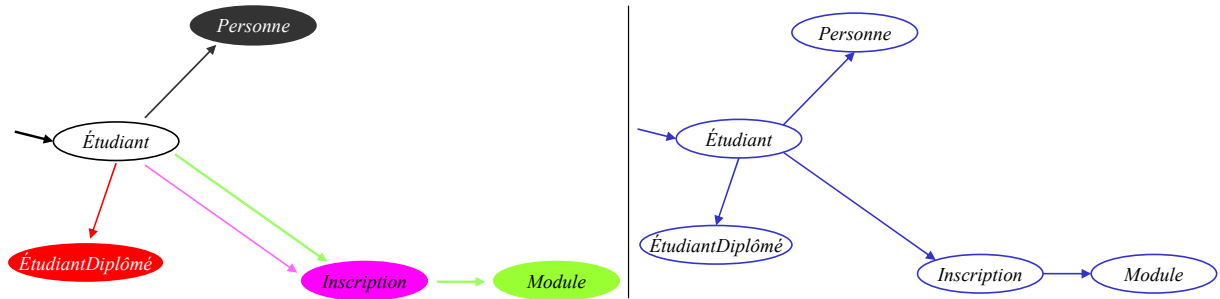 Personne
Étudiant
ÉtudiantDiplômé
Inscription
Module
Personne
Étudiant
ÉtudiantDiplômé
Inscription
Module